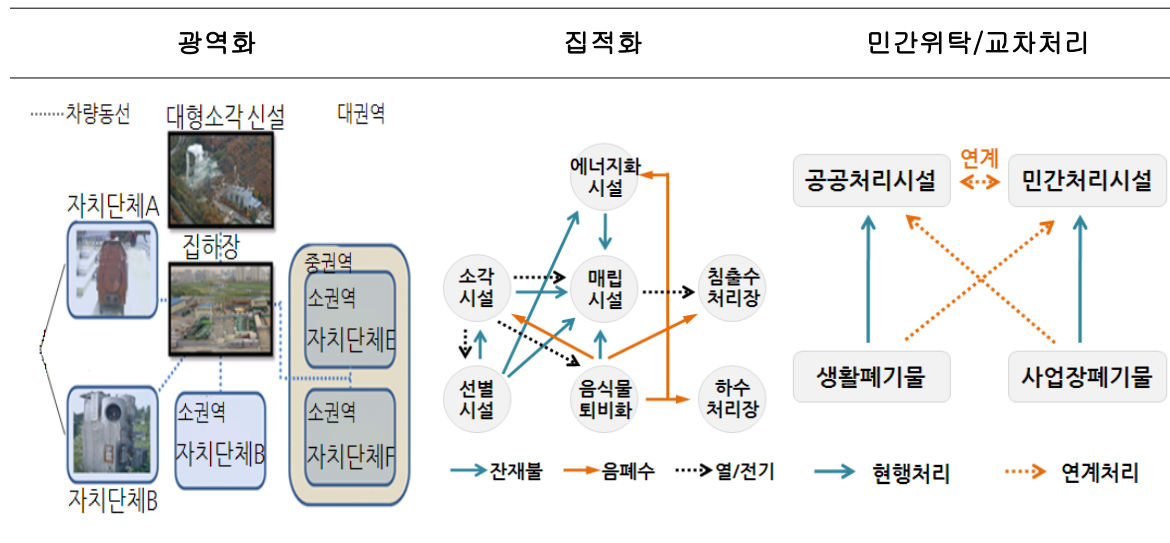 광역화
집적화
민간위탁/교차처리
차량동선
대형소각 신설
대권역
자치단체A
집하장
중권역
소권역
자치단체E
소권역
자치단체B
소권역
자치단체F
자치단체B
에너지화
시설
소각
시설
매립
시설
침출수
처리장
선별
시설
음식물
퇴비화
하수
처리장
잔재물
음폐수
열/전기
연계
공공처리시설
민간처리시설
생활폐기물
사업장폐기물
현행처리
연계처리